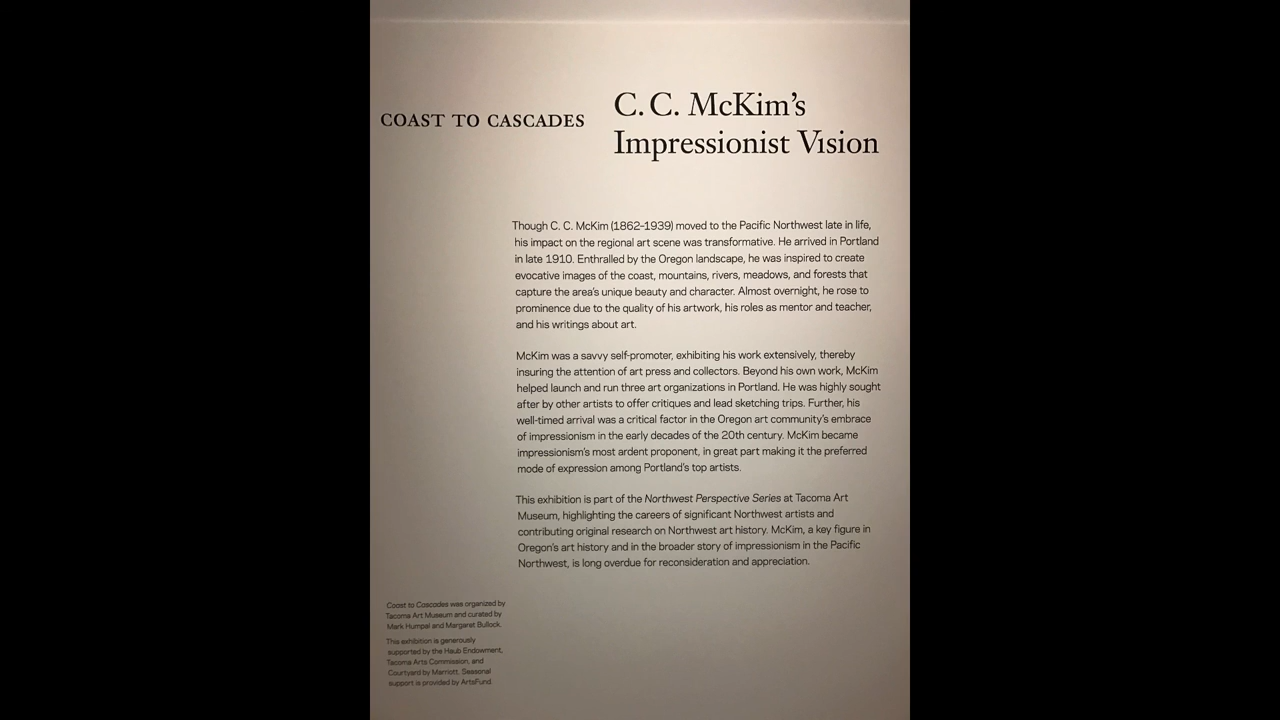 COAST TO CASCADES
C. C. McKim's
Impressionist Vision
Though C. C. McKim (1862–1939) moved to the Pacific Northwest late in life,
his impact on the regional art scene was transformative. He arrived in Portland
in late 1910. Enthralled by the Oregon landscape, he was inspired to create
evocative images of the coast, mountains, rivers, meadows, and forests that
capture the area's unique beauty and character. Almost overnight, he rose to
prominence due to the quality of his artwork, his roles as mentor and teacher,
and his writings about art.
McKim was a savvy self-promoter, exhibiting his work extensively, thereby
insuring the attention of art press and collectors. Beyond his own work, McKim
helped launch and run three art organizations in Portland. He was highly sought
after by other artists to offer critiques and lead sketching trips. Further, his
well-timed arrival was a critical factor in the Oregon art community's embrace
of impressionism in the early decades of the 20th century. McKim became
impressionism's most ardent proponent, in great part making it the preferred
mode of expression among Portland's top artists.
This exhibition is part of the Northwest Perspective Series at Tacoma Art
Museum, highlighting the careers of significant Northwest artists and
contributing original research on Northwest art history. McKim, a key figure in
Oregon's art history and in the broader story of impressionism in the Pacific
Northwest, is long overdue for reconsideration and appreciation.
Coast to Cascades was organized by
Tacoma Art Museum and curated by
Mark Humpal and Margaret Bullock.
This exhibition is generously
supported by the Haub Endowment,
Tacoma Arts Commission, and
Courtyard by Marriott. Seasonal
support is provided by ArtsFund.